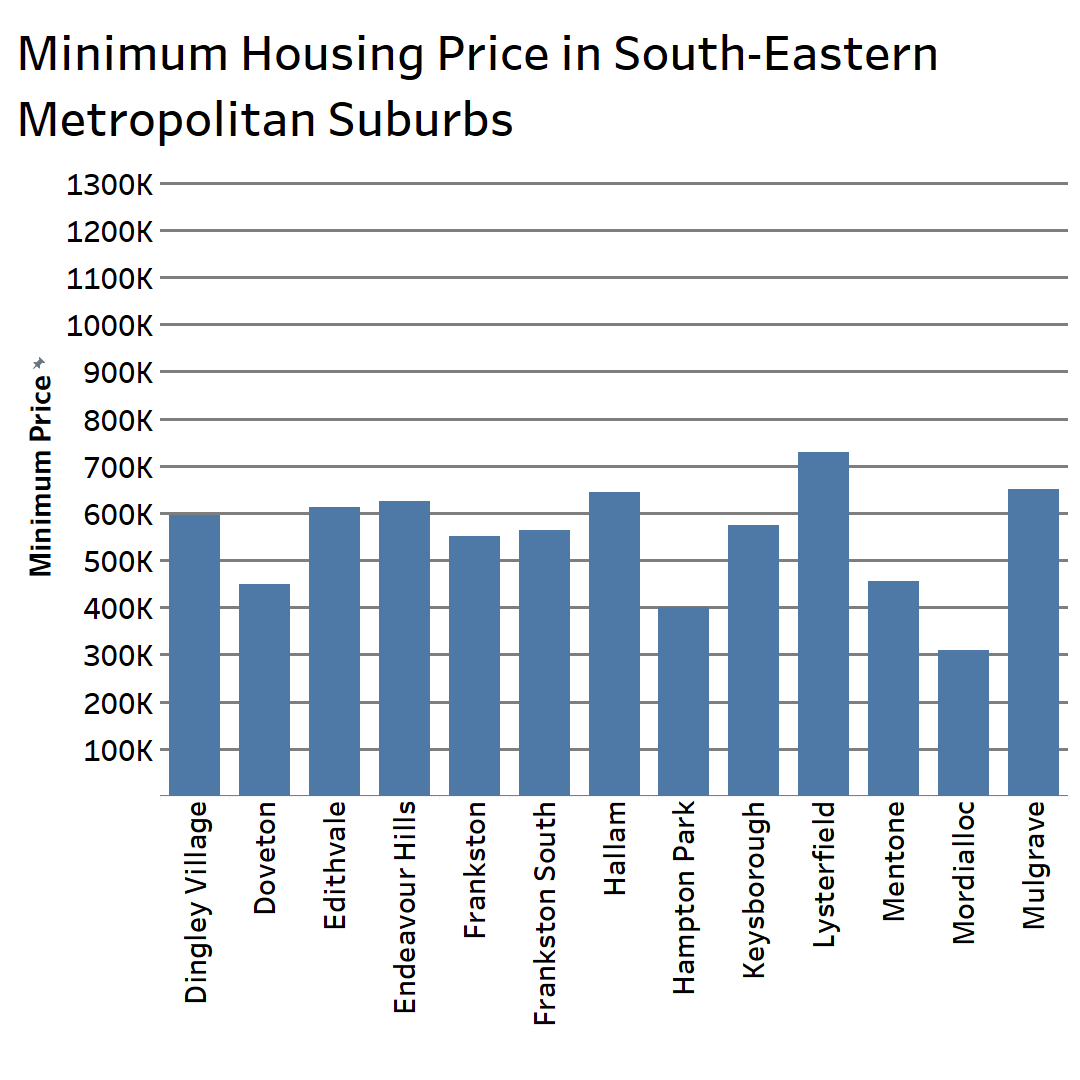 Minimum Housing Price in South-Eastern
Metropolitan Suburbs
1300K
1200K
1100K
1000K
900K
800K
700K
600K
500K
400K
300K
200K
100K
Minimum Price
Dingley Village
Doveton
Edithvale
Endeavour Hills
Frankston
Frankston South
Hallam
Hampton Park
Keysborough
Lysterfield
Mentone
Mordialloc
Mulgrave